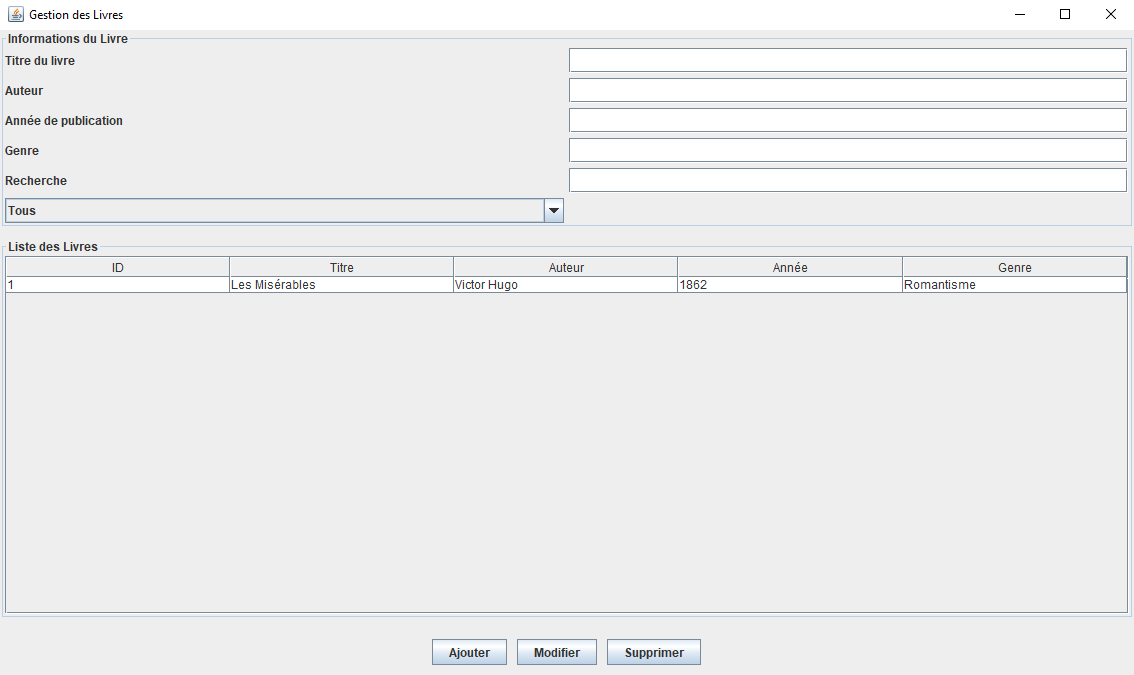 Gestion des Livres
Informations du Livre
Titre du livre
Auteur
Année de publication
Genre
Recherche
Tous
Liste des Livres
ID Titre Auteur Année Genre
1 Les Misérables Victor Hugo 1862 Romantisme
Ajouter Modifier Supprimer